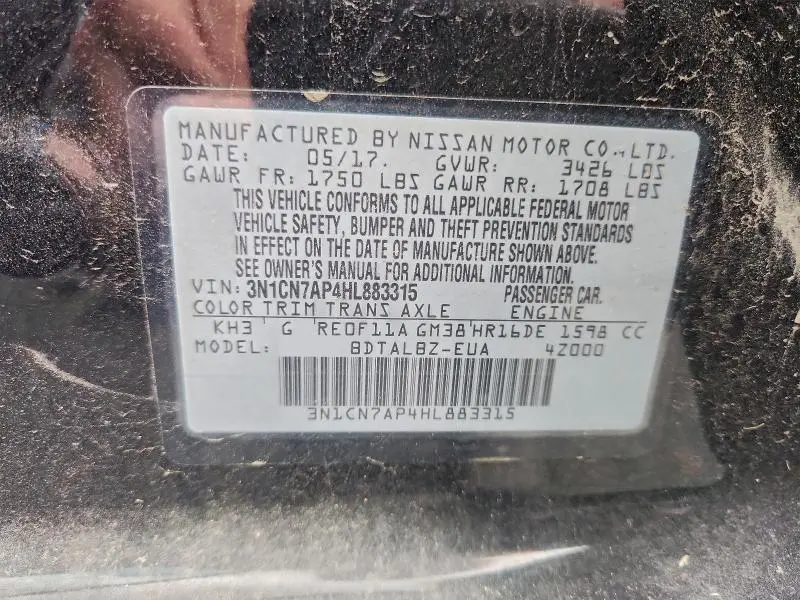 MANUFACTURED BY NISSAN MOTOR CO., LTD.
DATE: 05/17. GVWR: 3426 LBS
GAWR FR: 1750 LBS GAWR RR: 1708 LBS
THIS VEHICLE CONFORMS TO ALL APPLICABLE FEDERAL MOTOR
VEHICLE SAFETY, BUMPER AND THEFT PREVENTION STANDARDS
IN EFFECT ON THE DATE OF MANUFACTURE SHOWN ABOVE.
SEE OWNER'S MANUAL FOR ADDITIONAL INFORMATION.
VIN: 3N1CN7AP4HL883315 PASSENGER CAR.
COLOR TRIM TRANS AXLE ENGINE
KH3 G RE0F11A GM38 HR16DE 1598 CC
MODEL: BDTALBZ-EUA 4Z000
3N1CN7AP4HL883315